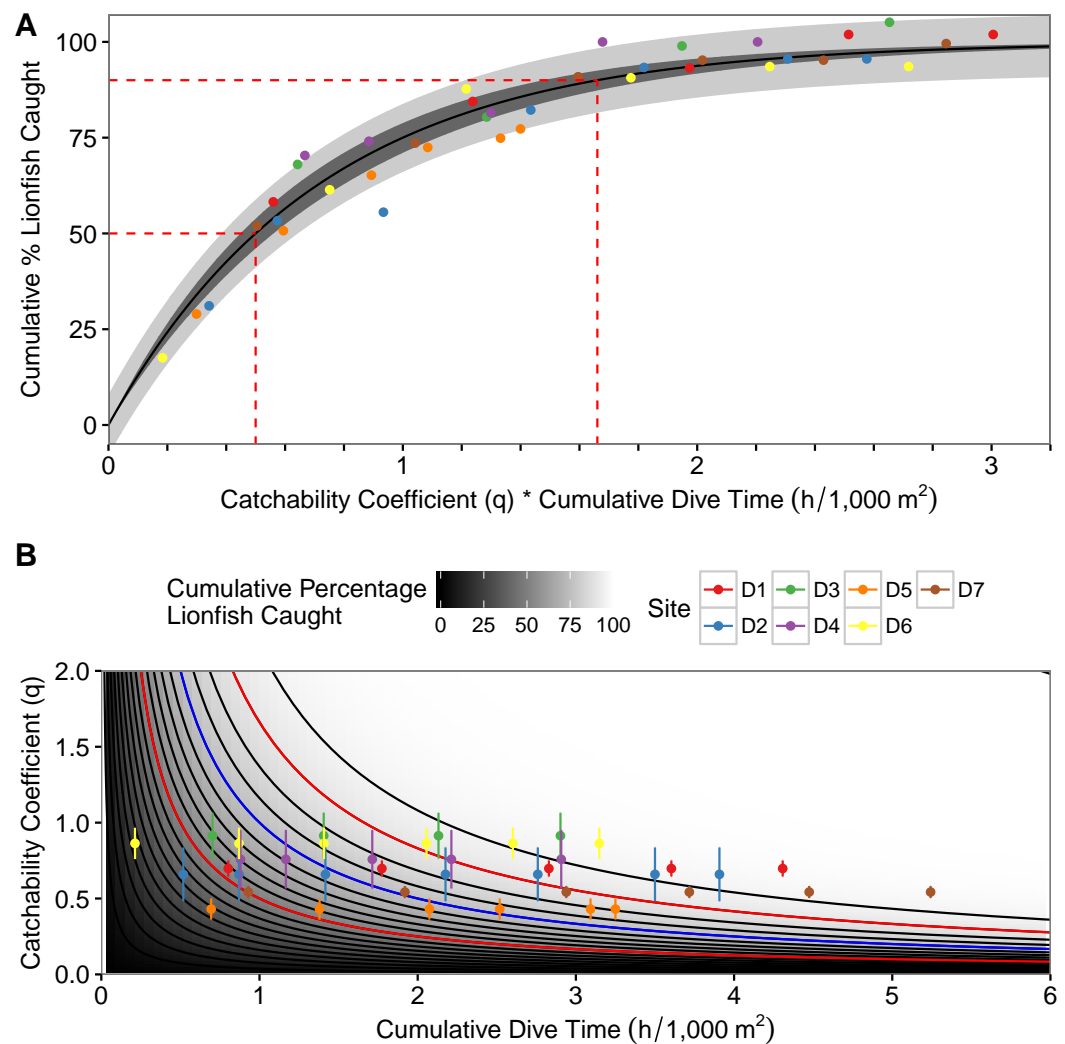 A
100
75
50
25
0
Cumulative % Lionfish Caught
0 1 2 3
Catchability Coefficient (q) * Cumulative Dive Time (h/1,000 m²)
B
Cumulative Percentage
Lionfish Caught
0 25 50 75 100
Site
D1 D3 D5 D7
D2 D4 D6
2.0
1.5
1.0
0.5
0.0
Catchability Coefficient (q)
0 1 2 3 4 5 6
Cumulative Dive Time (h/1,000 m²)